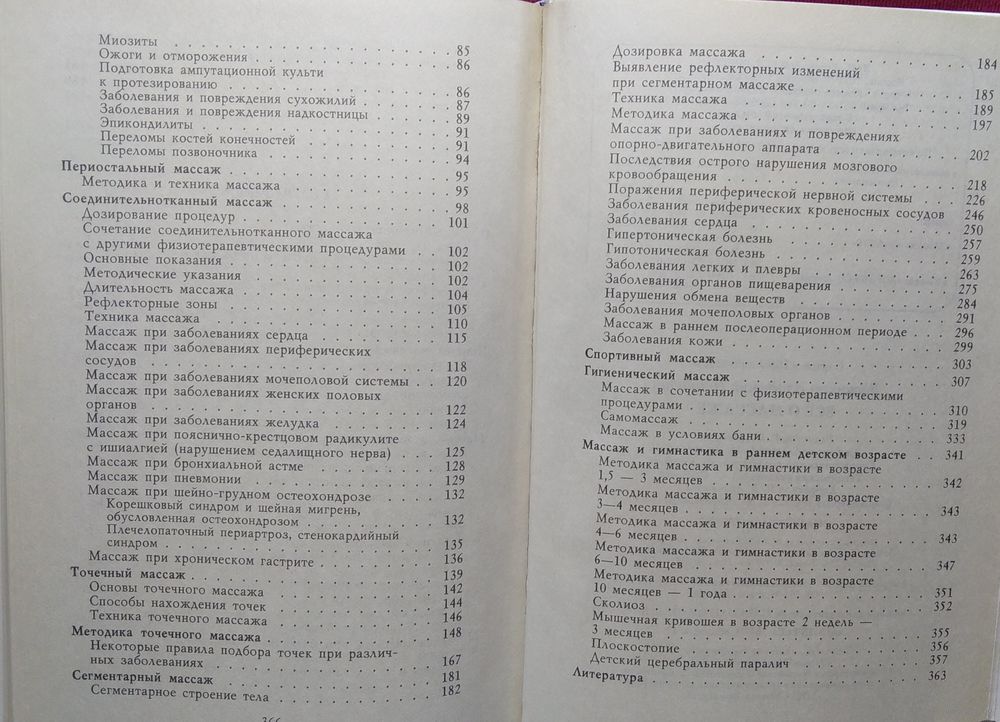 Миозиты . . . 85
Ожоги и отморожения . . . 86
Подготовка ампутационной культи
к протезированию . . . 86
Заболевания и повреждения сухожилий . . . 87
Заболевания и повреждения надкостницы . . . 89
Эпикондилиты . . . 91
Переломы костей конечностей . . . 91
Переломы позвоночника . . . 94
Периостальный массаж . . . 95
Методика и техника массажа . . . 95
Соединительнотканный массаж . . . 98
Дозирование процедур . . . 101
Сочетание соединительнотканного массажа
с другими физиотерапевтическими процедурами . . 102
Основные показания . . . 102
Методические указания . . . 102
Длительность массажа . . . 104
Рефлекторные зоны . . . 105
Техника массажа . . . 110
Массаж при заболеваниях сердца . . . 115
Массаж при заболеваниях периферических
сосудов . . . 118
Массаж при заболеваниях мочеполовой системы . . 120
Массаж при заболеваниях женских половых
органов . . . 122
Массаж при заболеваниях желудка . . . 124
Массаж при пояснично-крестцовом радикулите
с ишиалгией (нарушением седалищного нерва) . . . 125
Массаж при бронхиальной астме . . . 128
Массаж при пневмонии . . . 129
Массаж при шейно-грудном остеохондрозе . . . 132
Корешковый синдром и шейная мигрень,
обусловленная остеохондрозом . . . 132
Плечелопаточный периартроз, стенокардийный
синдром . . . 135
Массаж при хроническом гастрите . . . 136
Точечный массаж . . . 139
Основы точечного массажа . . . 142
Способы нахождения точек . . . 144
Техника точечного массажа . . . 146
Методика точечного массажа . . . 148
Некоторые правила подбора точек при различ-
ных заболеваниях . . . 167
Сегментарный массаж . . . 181
Сегментарное строение тела . . . 182
366
Дозировка массажа . . . 184
Выявление рефлекторных изменений
при сегментарном массаже . . . 185
Техника массажа . . . 189
Методика массажа . . . 197
Массаж при заболеваниях и повреждениях
опорно-двигательного аппарата . . . 202
Последствия острого нарушения мозгового
кровообращения . . . 218
Поражения периферической нервной системы . . . 226
Заболевания периферических кровеносных сосудов 246
Заболевания сердца . . . 250
Гипертоническая болезнь . . . 257
Гипотоническая болезнь . . . 259
Заболевания легких и плевры . . . 263
Заболевания органов пищеварения . . . 275
Нарушения обмена веществ . . . 284
Заболевания мочеполовых органов . . . 291
Массаж в раннем послеоперационном периоде . . . 296
Заболевания кожи . . . 299
Спортивный массаж . . . 303
Гигиенический массаж . . . 307
Массаж в сочетании с физиотерапевтическими
процедурами . . . 310
Самомассаж . . . 319
Массаж в условиях бани . . . 333
Массаж и гимнастика в раннем детском возрасте . . 341
Методика массажа и гимнастики в возрасте
1,5 — 3 месяцев . . . 342
Методика массажа и гимнастики в возрасте
3—4 месяцев . . . 343
Методика массажа и гимнастики в возрасте
4—6 месяцев . . . 343
Методика массажа и гимнастики в возрасте
6—10 месяцев . . . 347
Методика массажа и гимнастики в возрасте
10 месяцев — 1 года . . . 351
Сколиоз . . . 352
Мышечная кривошея в возрасте 2 недель —
3 месяцев . . . 355
Плоскостопие . . . 356
Детский церебральный паралич . . . 357
Литература . . . 363